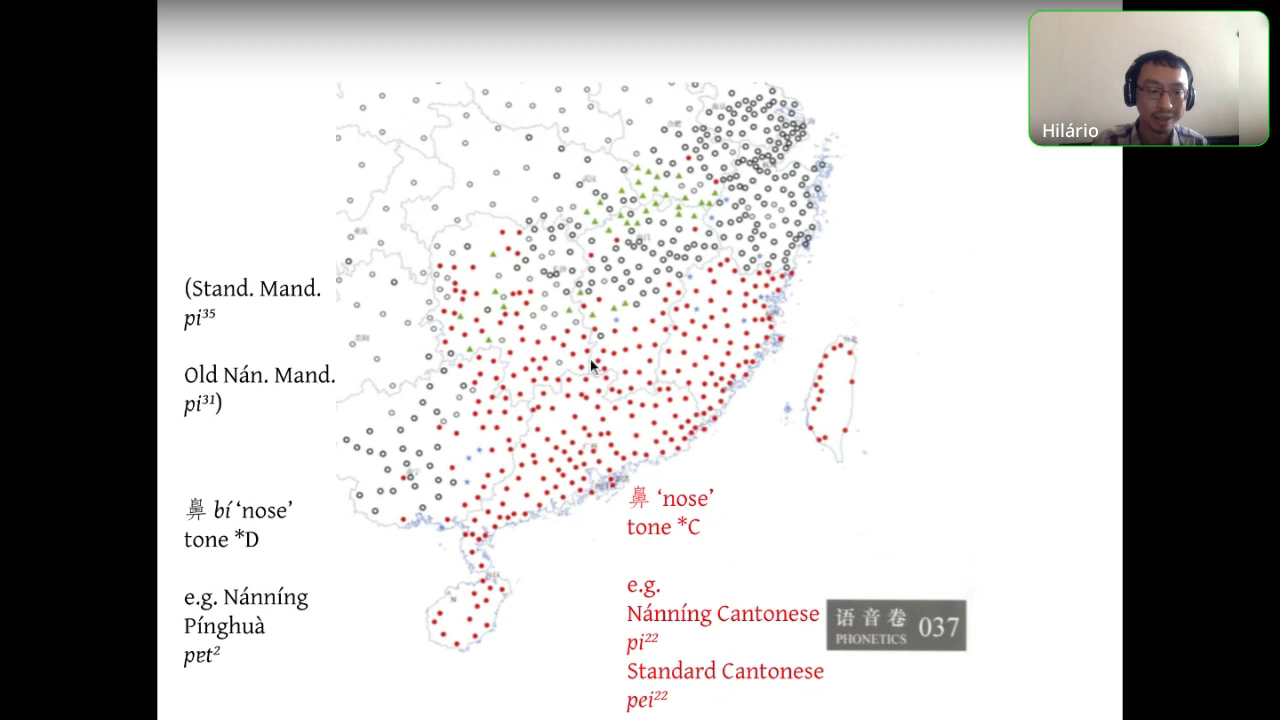 Hilário
(Stand. Mand.
pi³⁵
Old Nán. Mand.
pi³¹)
鼻 bí ‘nose’
tone *D
e.g. Nánníng
Pínghuà
pɐt²
鼻 ‘nose’
tone *C
e.g.
Nánníng Cantonese
pi²²
Standard Cantonese
pei²²
语音卷
PHONETICS 037